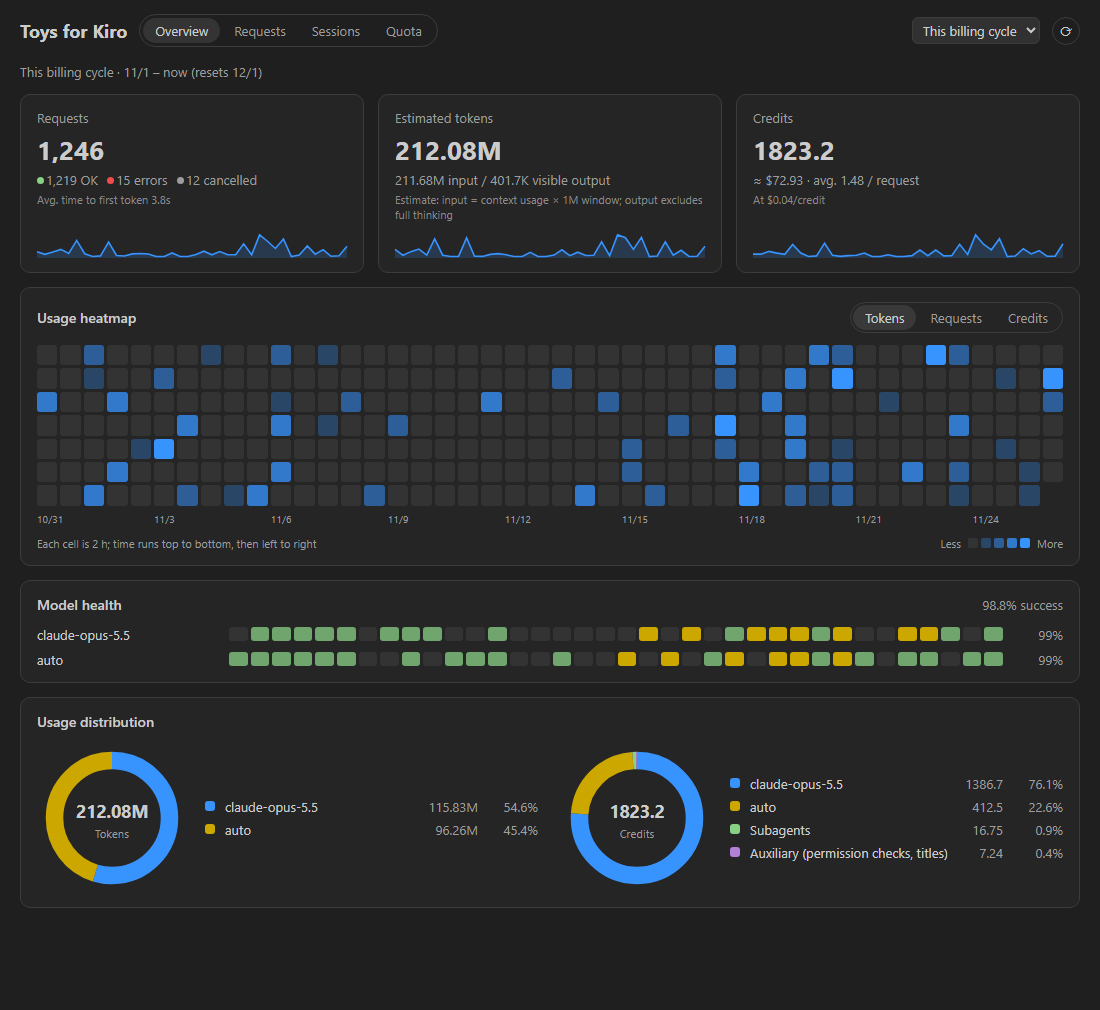 Toys for Kiro
Overview
Requests
Sessions
Quota
This billing cycle
This billing cycle · 11/1 – now (resets 12/1)
Requests
1,246
1,219 OK 15 errors 12 cancelled
Avg. time to first token 3.8s
Estimated tokens
212.08M
211.68M input / 401.7K visible output
Estimate: input = context usage × 1M window; output excludes
full thinking
Credits
1823.2
≈ $72.93 · avg. 1.48 / request
At $0.04/credit
Usage heatmap
Tokens
Requests
Credits
10/31 11/3 11/6 11/9 11/12 11/15 11/18 11/21 11/24
Each cell is 2 h; time runs top to bottom, then left to right
Less
More
Model health
98.8% success
claude-opus-5.5 99%
auto 99%
Usage distribution
212.08M
Tokens
claude-opus-5.5 115.83M 54.6%
auto 96.26M 45.4%
1823.2
Credits
claude-opus-5.5 1386.7 76.1%
auto 412.5 22.6%
Subagents 16.75 0.9%
Auxiliary (permission checks, titles) 7.24 0.4%